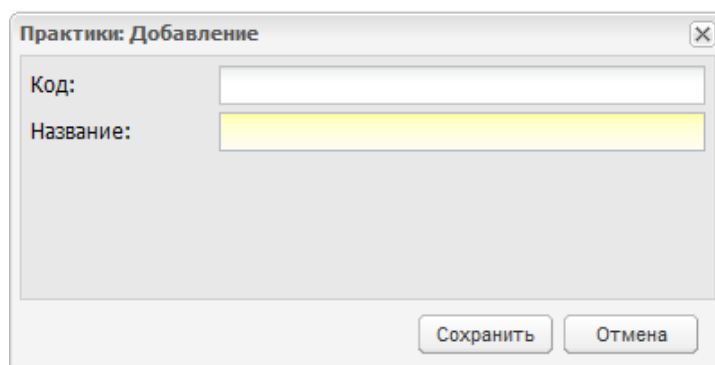 Практики: Добавление
Код:
Название:
Сохранить Отмена